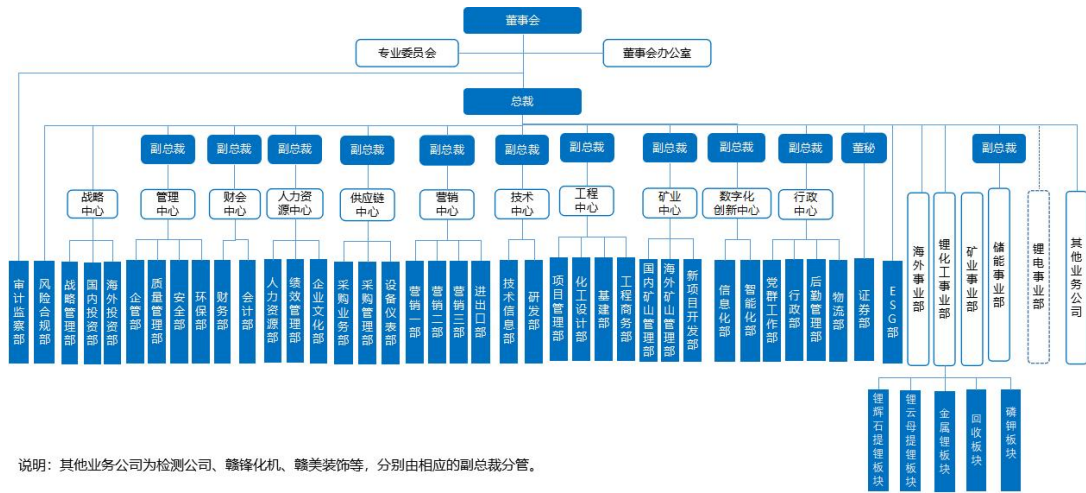 董事会
专业委员会
董事会办公室
总裁
副总裁
副总裁
副总裁
副总裁
副总裁
副总裁
副总裁
副总裁
副总裁
副总裁
董秘
副总裁
战略
中心
管理
中心
财会
中心
人力资
源中心
供应链
中心
营销
中心
技术
中心
工程
中心
矿业
中心
数字化
创新中心
行政
中心
审计监察部
风险合规部
战略管理部
国内投资部
海外投资部
企管部
质量管理部
安全部
环保部
财务部
会计部
人力资源部
绩效管理部
企业文化部
采购业务部
采购管理部
设备仪表部
营销一部
营销二部
营销三部
进出口部
技术信息部
研发部
项目管理部
化工设计部
基建部
工程商务部
国内矿山管理部
海外矿山管理部
新项目开发部
信息化部
智能化部
党群工作部
行政部
后勤管理部
物流部
证券部
ESG部
海外事业部
锂化工事业部
矿业事业部
储能事业部
锂电事业部
其他业务公司
锂辉石提锂板块
锂云母提锂板块
金属锂板块
回收板块
磷钾板块
说明：其他业务公司为检测公司、赣锋化机、赣美装饰等，分别由相应的副总裁分管。